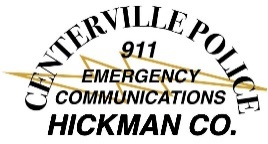 CENTERVILLE POLICE
911
EMERGENCY
COMMUNICATIONS
HICKMAN CO.